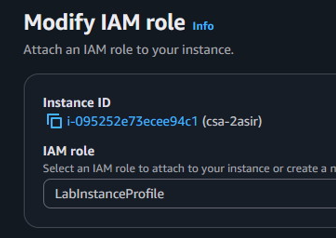 Modify IAM role Info
Attach an IAM role to your instance.
Instance ID
i-095252e73ecee94c1 (csa-2asir)
IAM role
Select an IAM role to attach to your instance or create a n
LabInstanceProfile